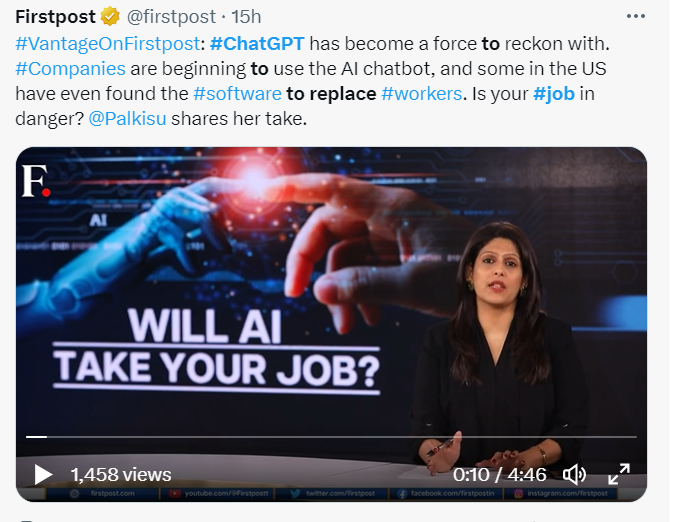 Firstpost @firstpost · 15h
#VantageOnFirstpost: #ChatGPT has become a force to reckon with.
#Companies are beginning to use the AI chatbot, and some in the US
have even found the #software to replace #workers. Is your #job in
danger? @Palkisu shares her take.
F.
AI
WILL AI
TAKE YOUR JOB?
1,458 views
0:10 / 4:46
firstpost.com youtube.com/@Firstpost twitter.com/firstpost facebook.com/firstpostin instagram.com/firstpost